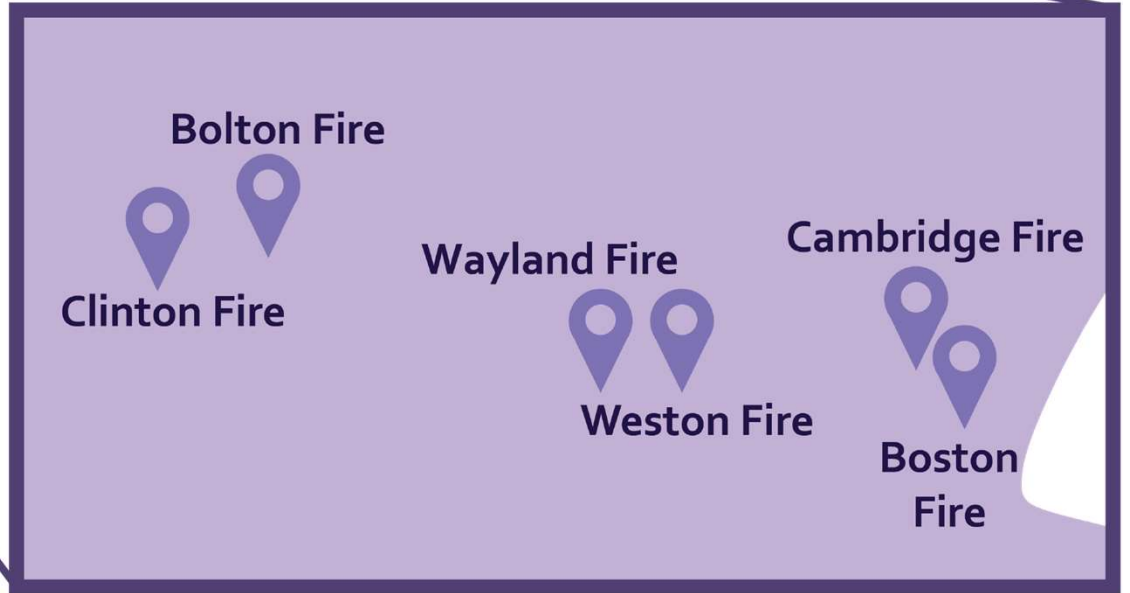 Bolton Fire
Clinton Fire
Wayland Fire
Cambridge Fire
Weston Fire
Boston
Fire